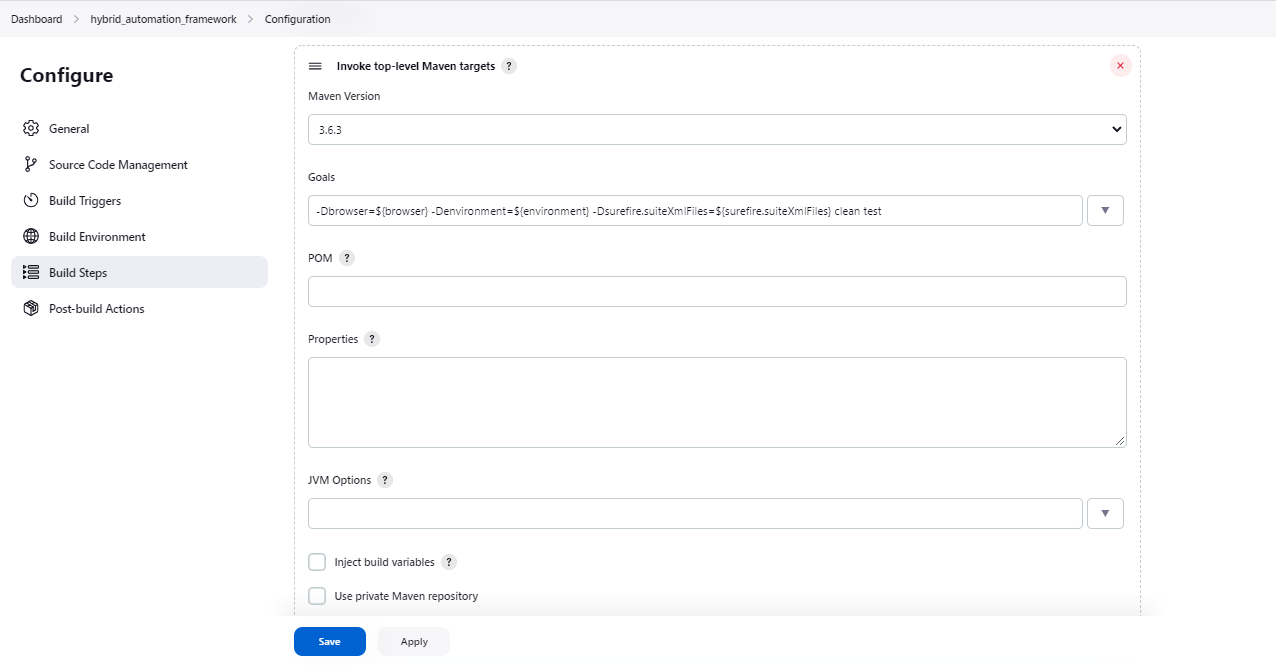 Dashboard > hybrid_automation_framework > Configuration
Configure
General
Source Code Management
Build Triggers
Build Environment
Build Steps
Post-build Actions
Invoke top-level Maven targets ?
Maven Version
3.6.3
Goals
-Dbrowser=${browser} -Denvironment=${environment} -Dsurefire.suiteXmlFiles=${surefire.suiteXmlFiles} clean test
POM ?
Properties ?
JVM Options ?
Inject build variables ?
Use private Maven repository
Save Apply